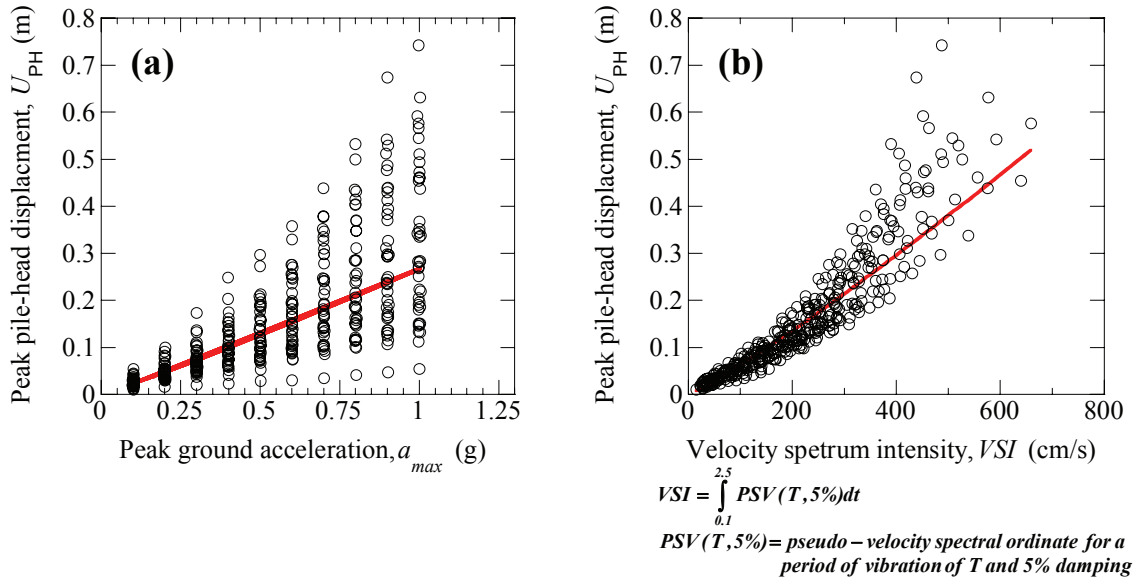 0.8
0.7
0.6
0.5
0.4
0.3
0.2
0.1
0
Peak pile-head displacment, U_PH (m)
(a)
0 0.25 0.5 0.75 1 1.25
Peak ground acceleration, a_max (g)
0.8
0.7
0.6
0.5
0.4
0.3
0.2
0.1
0
Peak pile-head displacment, U_PH (m)
(b)
0 200 400 600 800
Velocity spetrum intensity, VSI (cm/s)
VSI = ∫_0.1^2.5 PSV(T,5%)dt
PSV(T,5%)= pseudo – velocity spectral ordinate for a
period of vibration of T and 5% damping